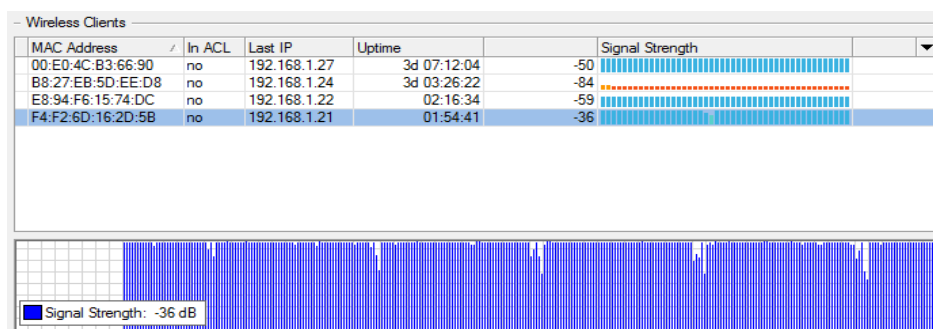 Wireless Clients
MAC Address In ACL Last IP Uptime Signal Strength
00:E0:4C:B3:66:90 no 192.168.1.27 3d 07:12:04 -50
B8:27:EB:5D:EE:D8 no 192.168.1.24 3d 03:26:22 -84
E8:94:F6:15:74:DC no 192.168.1.22 02:16:34 -59
F4:F2:6D:16:2D:5B no 192.168.1.21 01:54:41 -36
Signal Strength: -36 dB